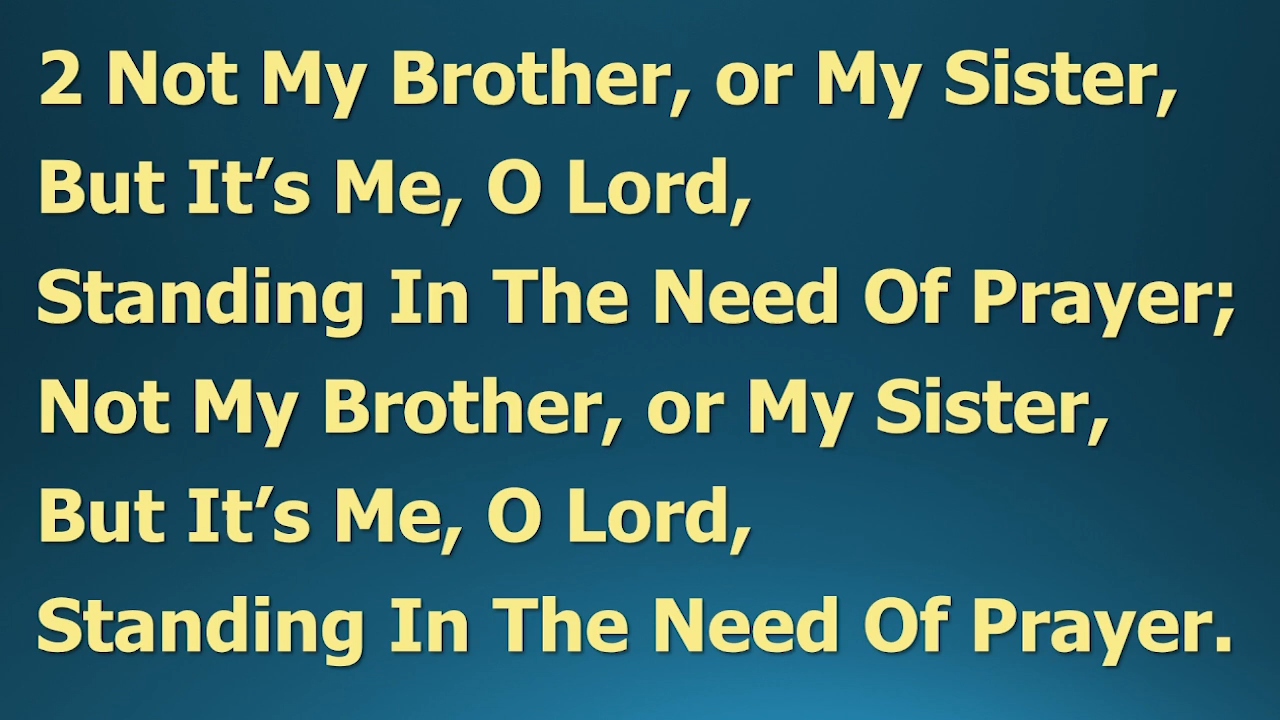 2 Not My Brother, or My Sister,
But It’s Me, O Lord,
Standing In The Need Of Prayer;
Not My Brother, or My Sister,
But It’s Me, O Lord,
Standing In The Need Of Prayer.